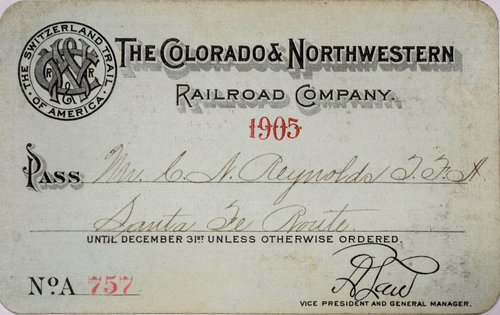 THE SWITZERLAND TRAIL
OF AMERICA.
C&N
R R
THE COLORADO & NORTHWESTERN
RAILROAD COMPANY.
1905
PASS Mr. C. N. Reynolds T. F. A
Santa Fe Route
UNTIL DECEMBER 31ST UNLESS OTHERWISE ORDERED.
No. A 757
VICE PRESIDENT AND GENERAL MANAGER.